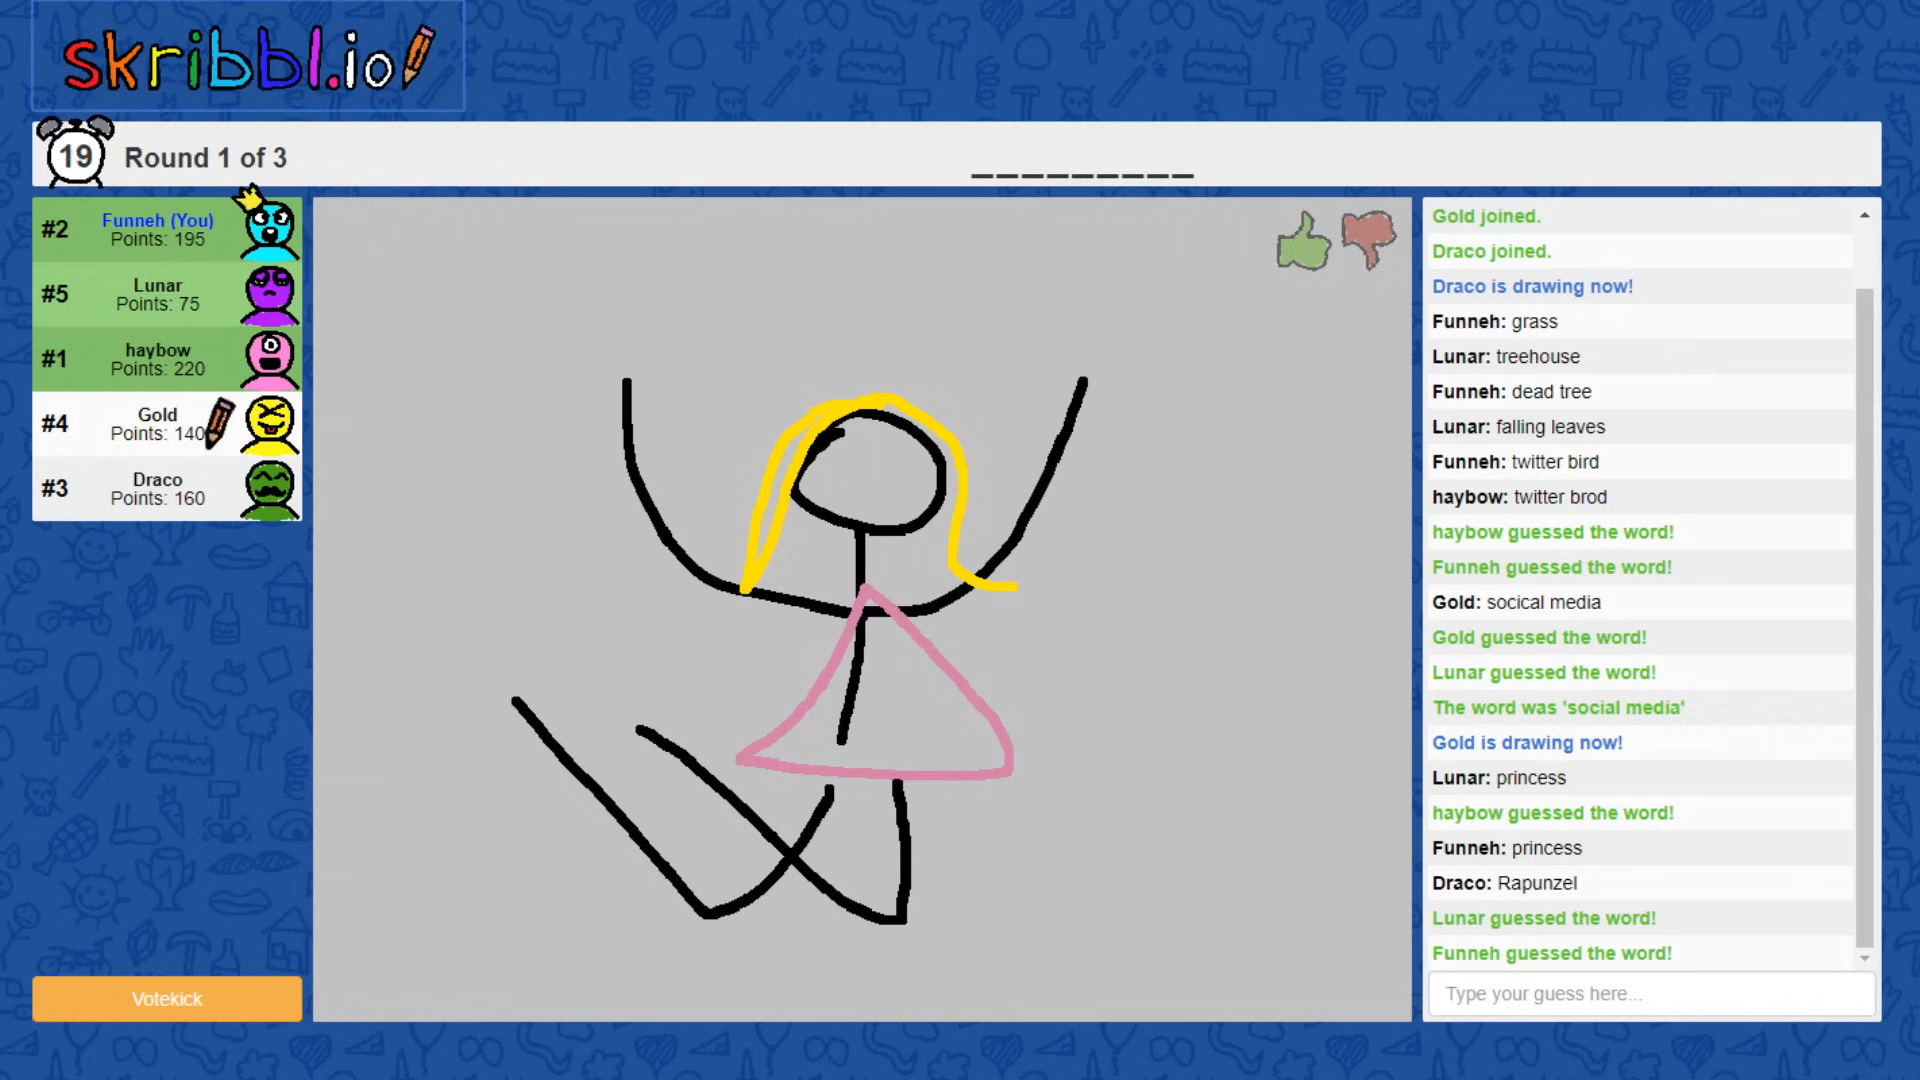 skribbl.io
19
Round 1 of 3
_________
#2
Funneh (You)
Points: 195
#5
Lunar
Points: 75
#1
haybow
Points: 220
#4
Gold
Points: 140
#3
Draco
Points: 160
Votekick
Gold joined.
Draco joined.
Draco is drawing now!
Funneh: grass
Lunar: treehouse
Funneh: dead tree
Lunar: falling leaves
Funneh: twitter bird
haybow: twitter brod
haybow guessed the word!
Funneh guessed the word!
Gold: socical media
Gold guessed the word!
Lunar guessed the word!
The word was 'social media'
Gold is drawing now!
Lunar: princess
haybow guessed the word!
Funneh: princess
Draco: Rapunzel
Lunar guessed the word!
Funneh guessed the word!
Type your guess here...